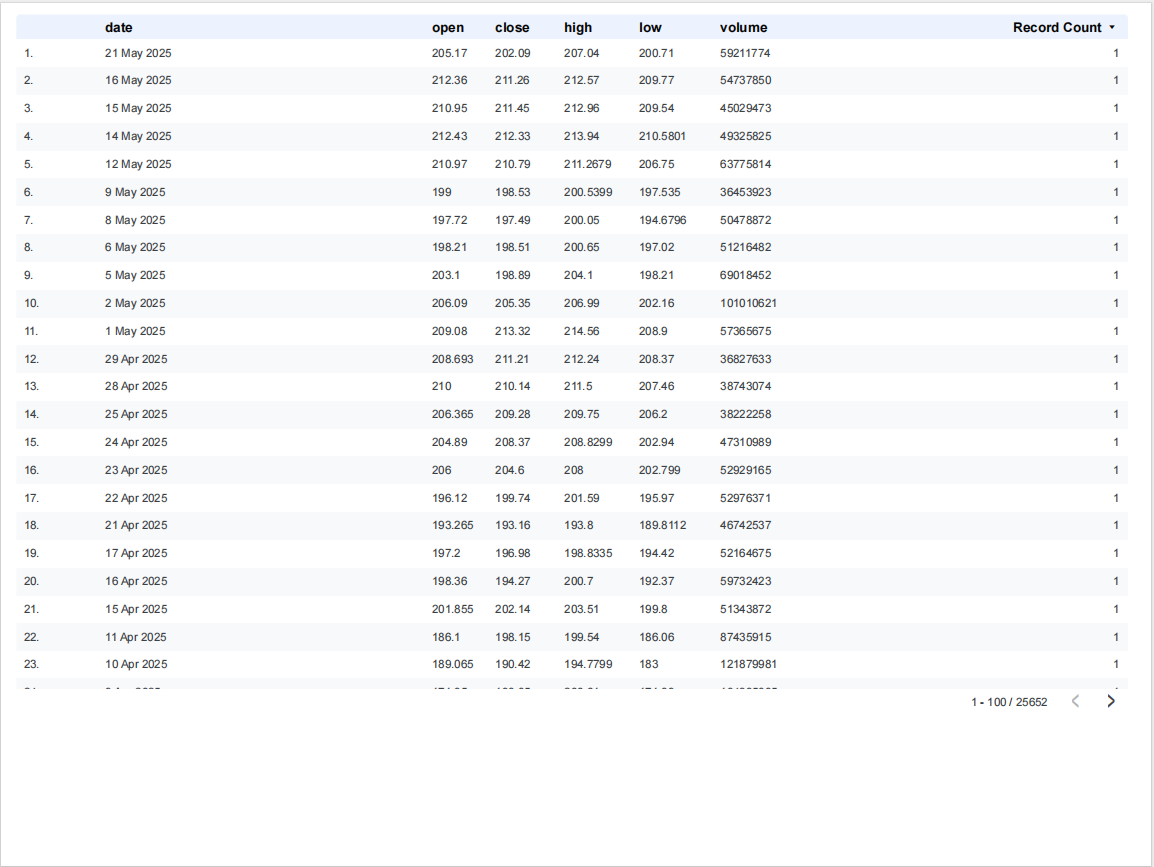 date open close high low volume Record Count
1. 21 May 2025 205.17 202.09 207.04 200.71 59211774 1
2. 16 May 2025 212.36 211.26 212.57 209.77 54737850 1
3. 15 May 2025 210.95 211.45 212.96 209.54 45029473 1
4. 14 May 2025 212.43 212.33 213.94 210.5801 49325825 1
5. 12 May 2025 210.97 210.79 211.2679 206.75 63775814 1
6. 9 May 2025 199 198.53 200.5399 197.535 36453923 1
7. 8 May 2025 197.72 197.49 200.05 194.6796 50478872 1
8. 6 May 2025 198.21 198.51 200.65 197.02 51216482 1
9. 5 May 2025 203.1 198.89 204.1 198.21 69018452 1
10. 2 May 2025 206.09 205.35 206.99 202.16 101010621 1
11. 1 May 2025 209.08 213.32 214.56 208.9 57365675 1
12. 29 Apr 2025 208.693 211.21 212.24 208.37 36827633 1
13. 28 Apr 2025 210 210.14 211.5 207.46 38743074 1
14. 25 Apr 2025 206.365 209.28 209.75 206.2 38222258 1
15. 24 Apr 2025 204.89 208.37 208.8299 202.94 47310989 1
16. 23 Apr 2025 206 204.6 208 202.799 52929165 1
17. 22 Apr 2025 196.12 199.74 201.59 195.97 52976371 1
18. 21 Apr 2025 193.265 193.16 193.8 189.8112 46742537 1
19. 17 Apr 2025 197.2 196.98 198.8335 194.42 52164675 1
20. 16 Apr 2025 198.36 194.27 200.7 192.37 59732423 1
21. 15 Apr 2025 201.855 202.14 203.51 199.8 51343872 1
22. 11 Apr 2025 186.1 198.15 199.54 186.06 87435915 1
23. 10 Apr 2025 189.065 190.42 194.7799 183 121879981 1
1 - 100 / 25652